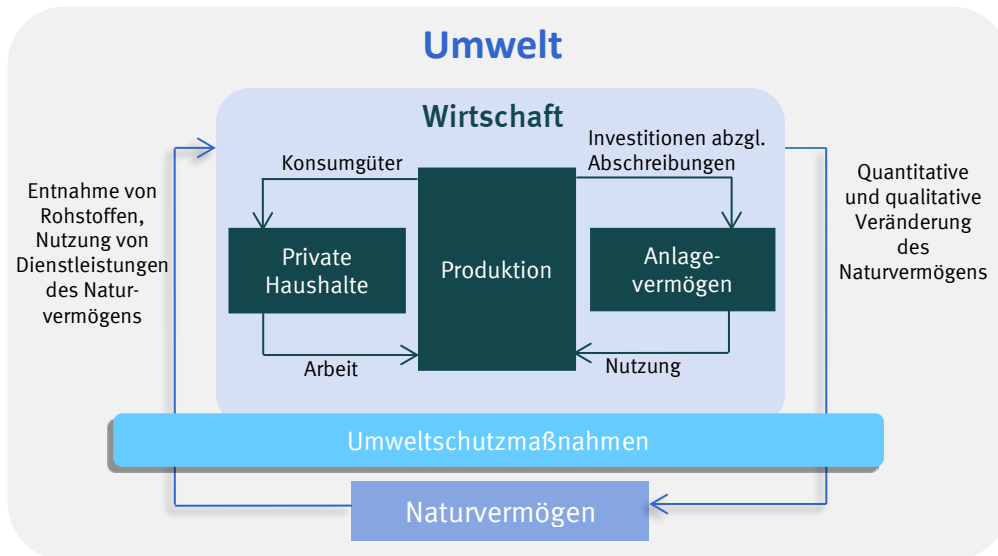 Umwelt
Wirtschaft
Entnahme von
Rohstoffen,
Nutzung von
Dienstleistungen
des Natur-
vermögens
Konsumgüter
Investitionen abzgl.
Abschreibungen
Private
Haushalte
Produktion
Anlage-
vermögen
Arbeit
Nutzung
Quantitative
und qualitative
Veränderung
des
Naturvermögens
Umweltschutzmaßnahmen
Naturvermögen